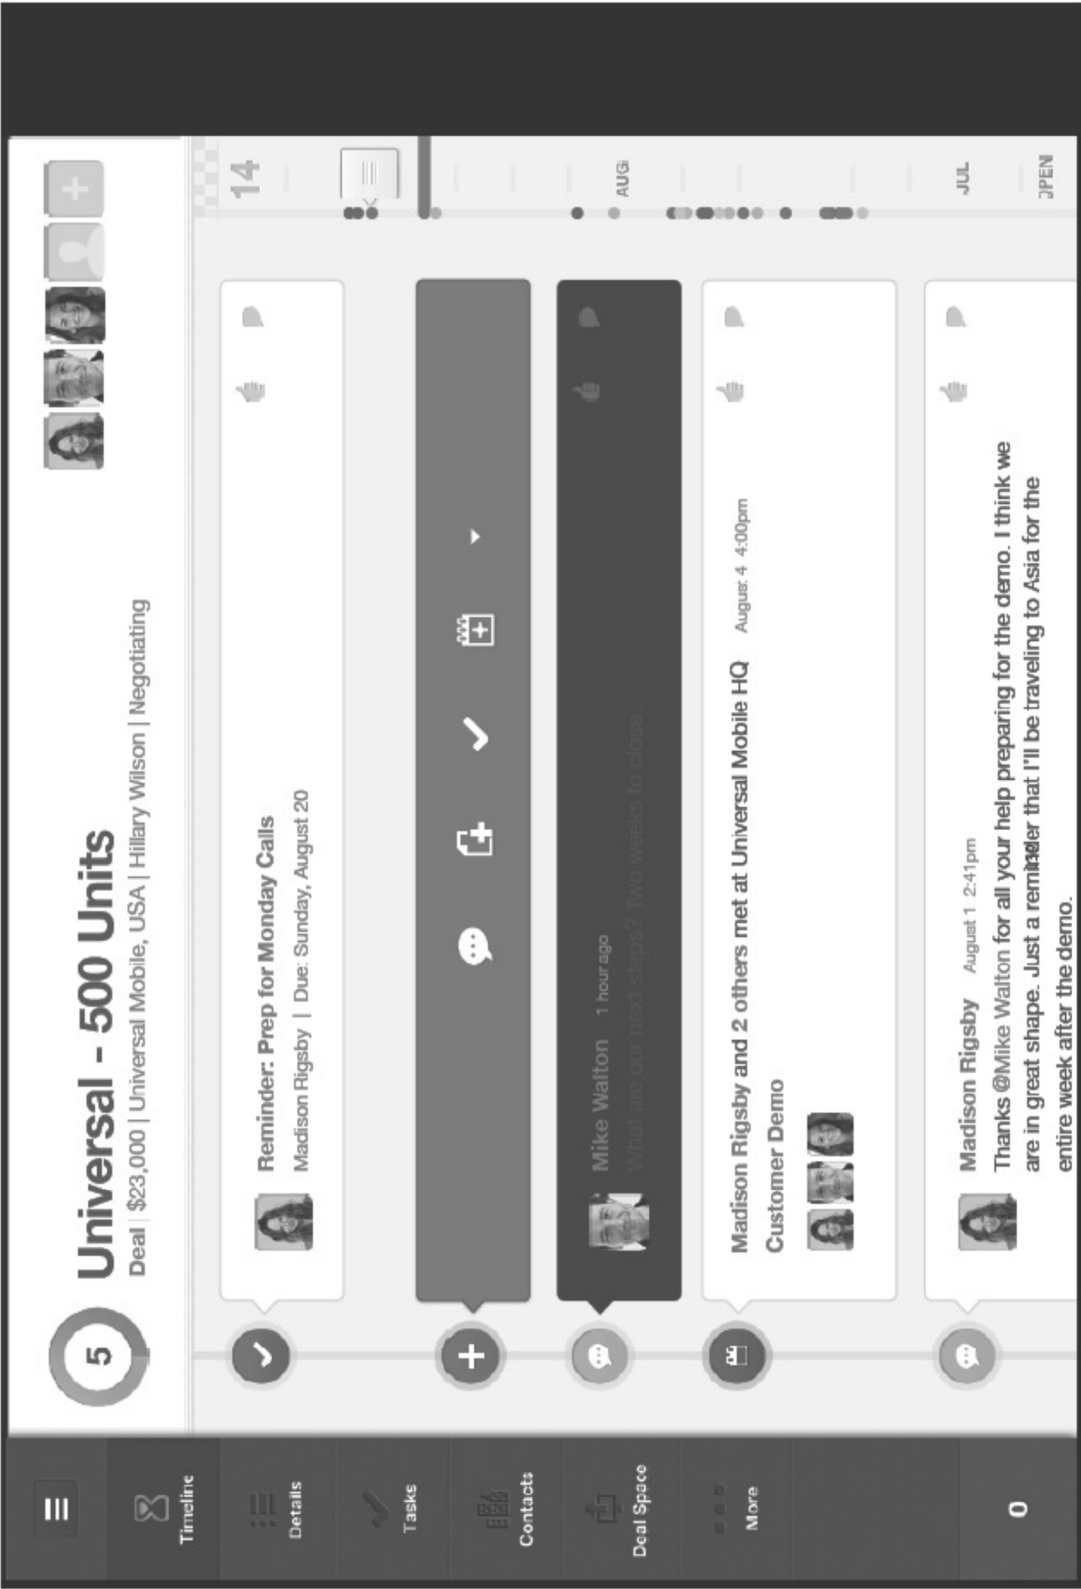 5
Universal - 500 Units
Deal | $23,000 | Universal Mobile, USA | Hillary Wilson | Negotiating
Timeline
Details
Tasks
Contacts
Deal Space
More
0
Reminder: Prep for Monday Calls
Madison Rigsby | Due: Sunday, August 20
Mike Walton 1 hour ago
What are our next steps? Two weeks to close.
Madison Rigsby and 2 others met at Universal Mobile HQ August 4 4:00pm
Customer Demo
Madison Rigsby August 1 2:41pm
Thanks @Mike Walton for all your help preparing for the demo. I think we
are in great shape. Just a reminder that I'll be traveling to Asia for the
entire week after the demo.
14
AUG
JUL
OPEN